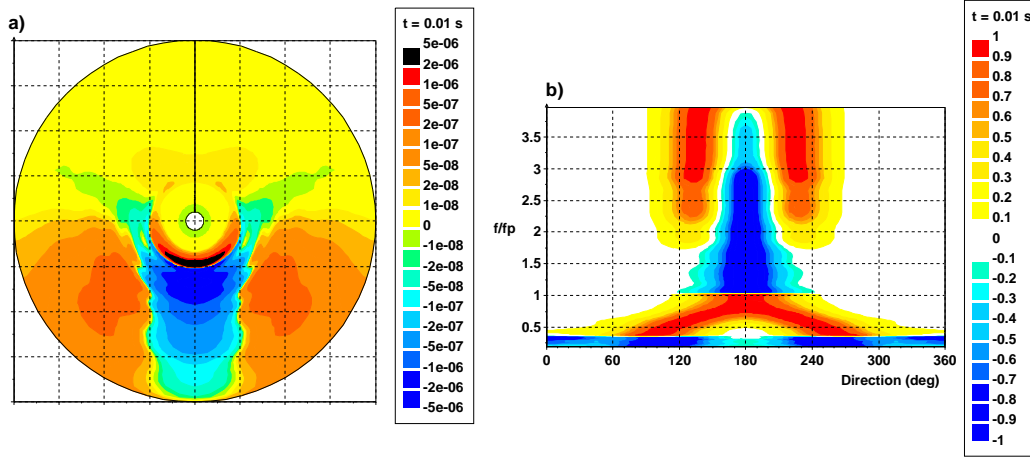 a)
t = 0.01 s
5e-06
2e-06
1e-06
5e-07
2e-07
1e-07
5e-08
2e-08
1e-08
0
-1e-08
-2e-08
-5e-08
-1e-07
-2e-07
-5e-07
-1e-06
-2e-06
-5e-06
b)
3.5
3
2.5
2
1.5
1
0.5
f/fp
0 60 120 180 240 300 360
Direction (deg)
t = 0.01 s
1
0.9
0.8
0.7
0.6
0.5
0.4
0.3
0.2
0.1
0
-0.1
-0.2
-0.3
-0.4
-0.5
-0.6
-0.7
-0.8
-0.9
-1